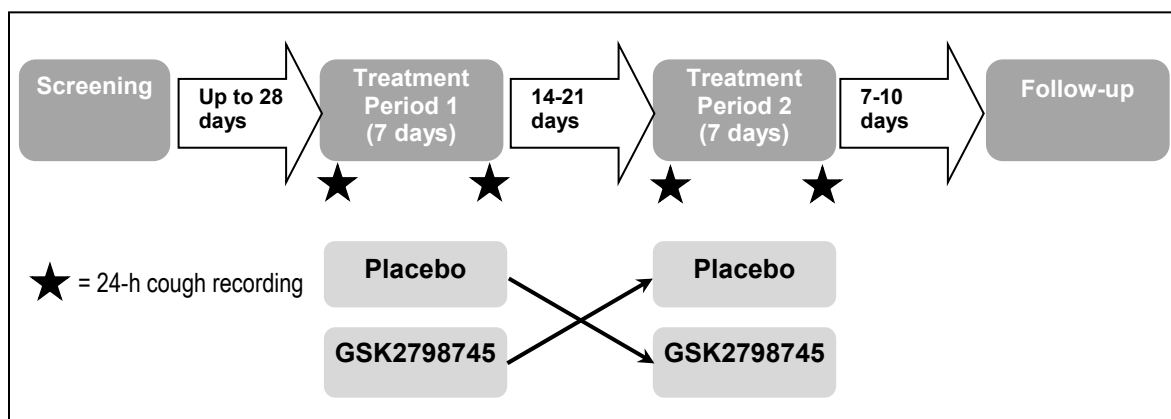 Screening
Up to 28
days
Treatment
Period 1
(7 days)
14-21
days
Treatment
Period 2
(7 days)
7-10
days
Follow-up
= 24-h cough recording
Placebo
Placebo
GSK2798745
GSK2798745